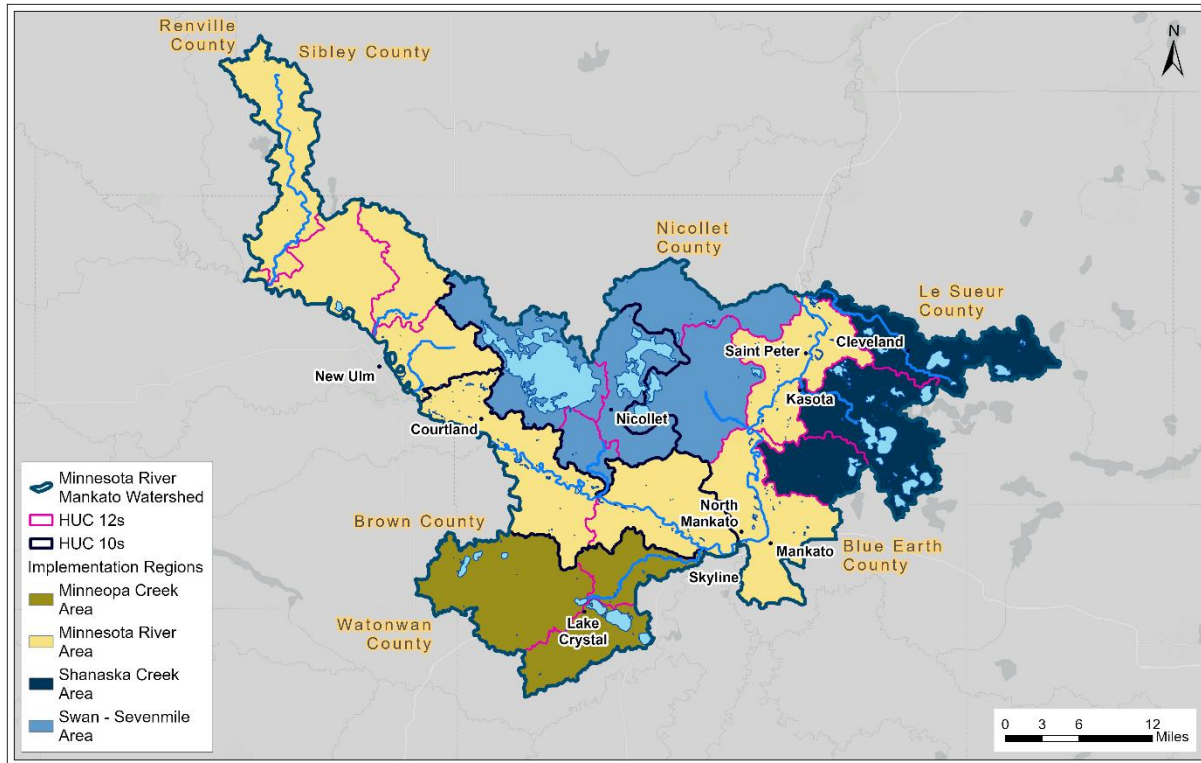 Renville
County
Sibley County
N
Nicollet
County
Le Sueur
County
Saint Peter
Cleveland
New Ulm
Kasota
Nicollet
Courtland
Minnesota River
Mankato Watershed
HUC 12s
HUC 10s
Implementation Regions
Minneopa Creek
Area
Minnesota River
Area
Shanaska Creek
Area
Swan - Sevenmile
Area
Brown County
North
Mankato
Mankato
Blue Earth
County
Skyline
Watonwan
County
Lake
Crystal
0 3 6 12
Miles